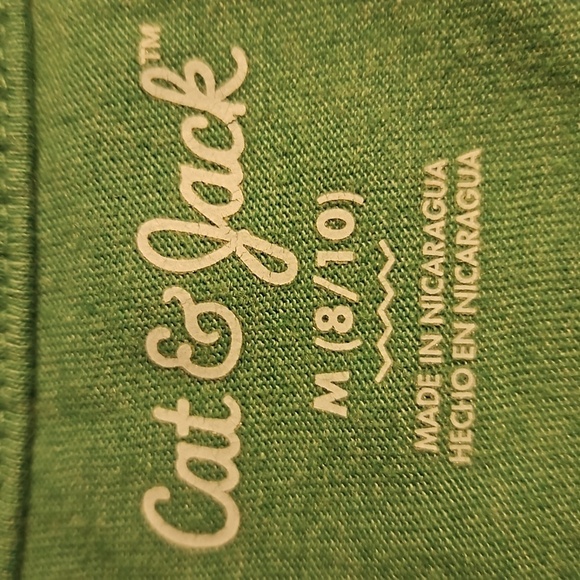 Cat & Jack™
M (8/10)
MADE IN NICARAGUA
HECHO EN NICARAGUA